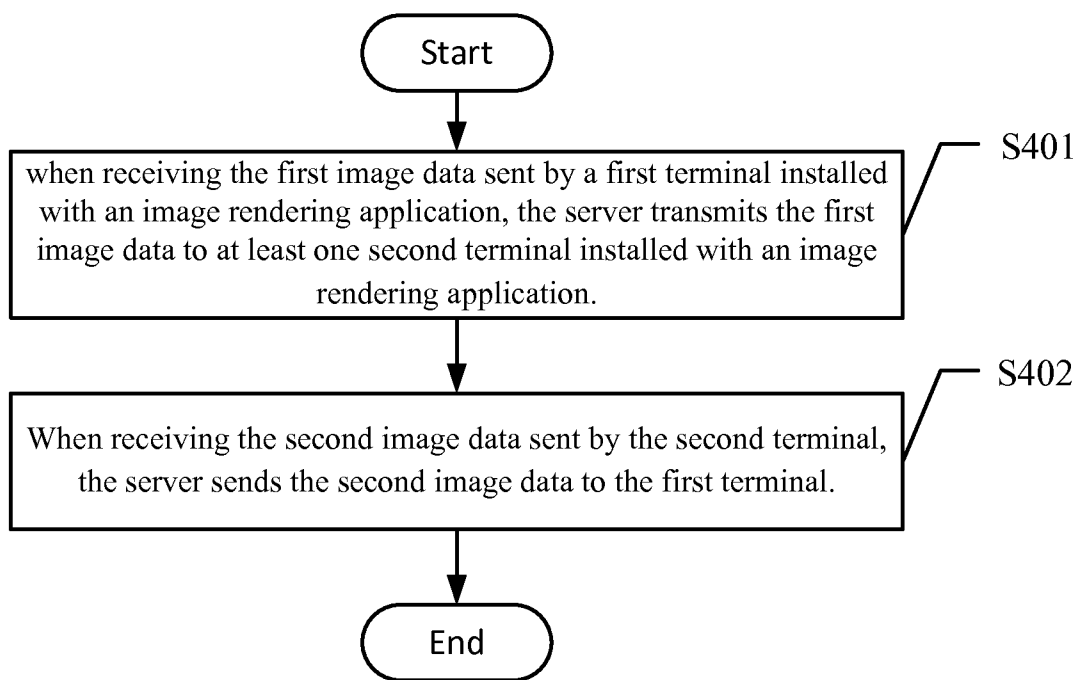 Start
S401
when receiving the first image data sent by a first terminal installed
with an image rendering application, the server transmits the first
image data to at least one second terminal installed with an image
rendering application.
S402
When receiving the second image data sent by the second terminal,
the server sends the second image data to the first terminal.
End